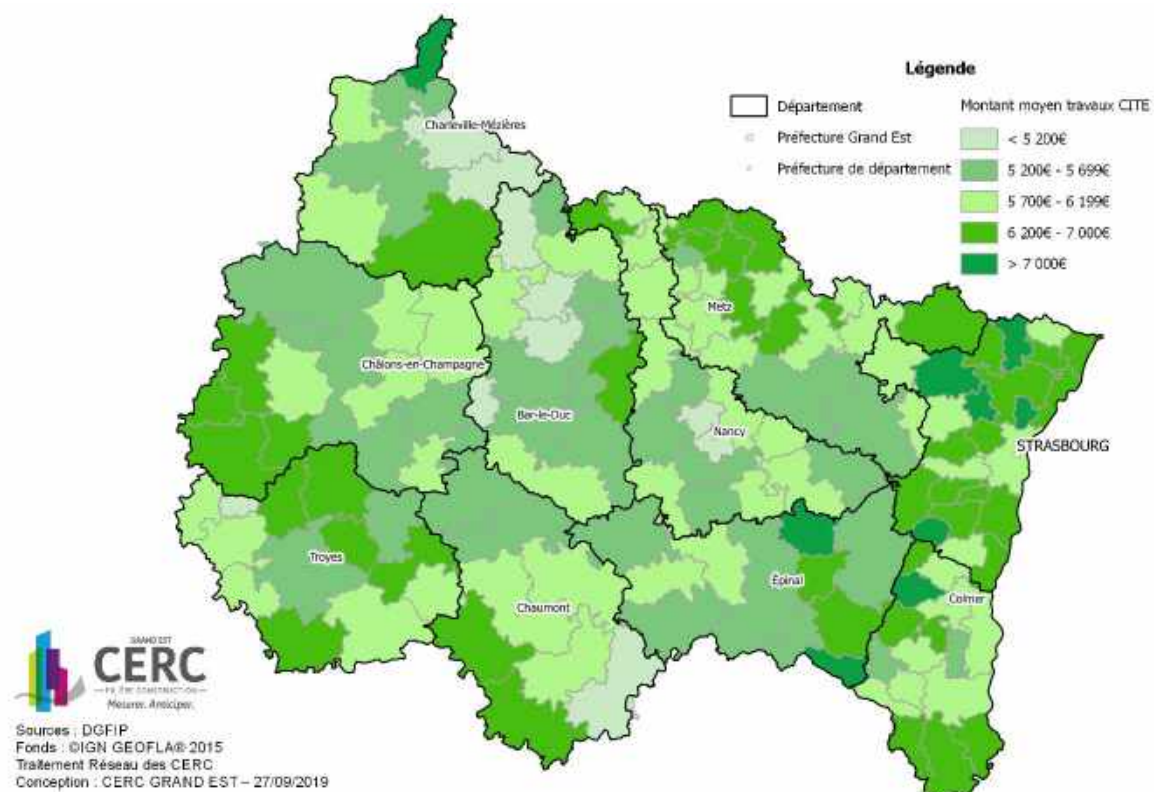 Légende
Département
Préfecture Grand Est
Préfecture de département
Montant moyen travaux CITE
< 5 200€
5 200€ - 5 699€
5 700€ - 6 199€
6 200€ - 7 000€
> 7 000€
Charleville-Mézières
Metz
Châlons-en-Champagne
Bar-le-Duc
Nancy
STRASBOURG
Troyes
Épinal
Chaumont
Colmar
GRAND EST
CERC
Mesurer. Anticiper.
Sources : DGFIP
Fonds : ©IGN GEOFLA® 2015
Traitement Réseau des CERC
Conception : CERC GRAND EST – 27/09/2019